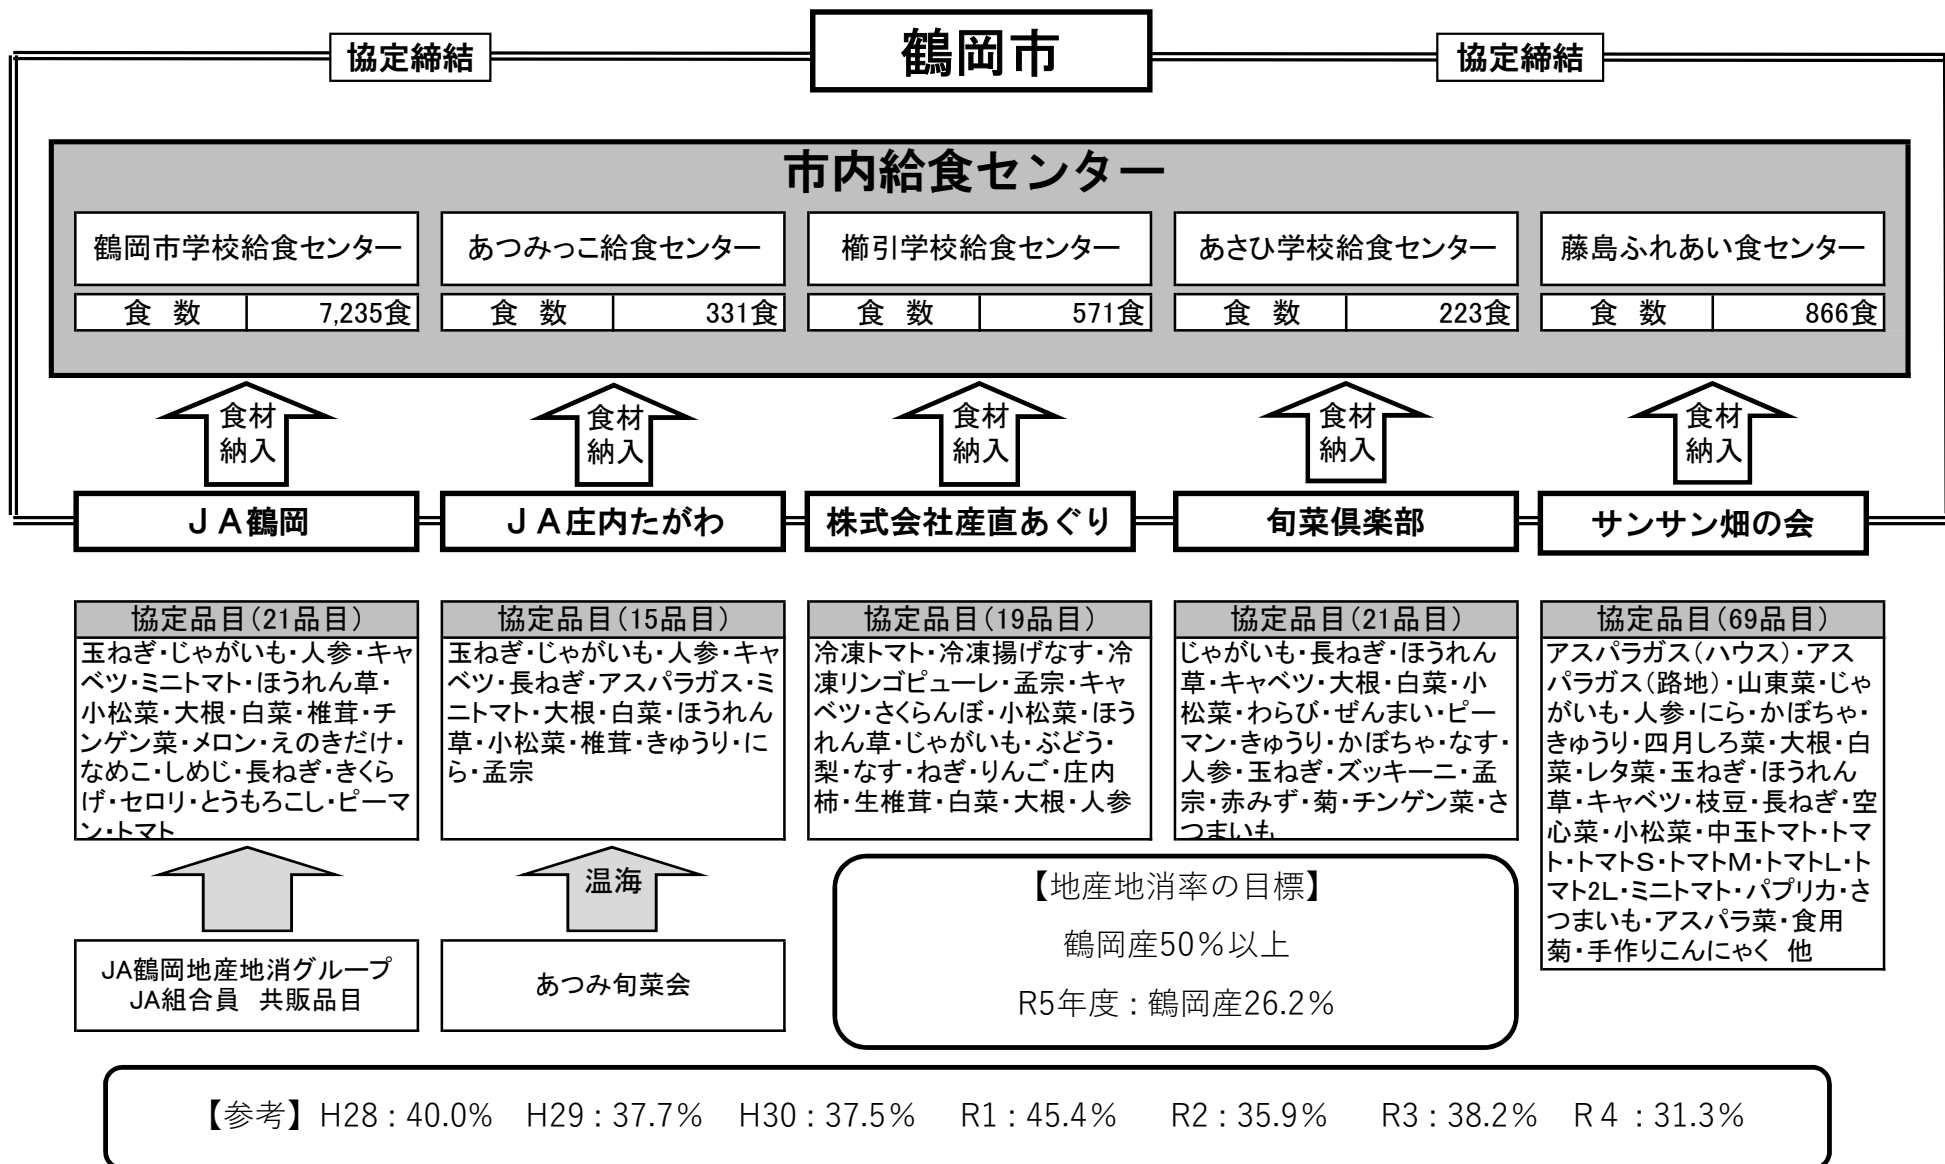 鶴岡市
協定締結
協定締結
市内給食センター
鶴岡市学校給食センター
食 数 7,235食
あつみっこ給食センター
食 数 331食
櫛引学校給食センター
食 数 571食
あさひ学校給食センター
食 数 223食
藤島ふれあい食センター
食 数 866食
食材
納入
食材
納入
食材
納入
食材
納入
食材
納入
ＪＡ鶴岡
ＪＡ庄内たがわ
株式会社産直あぐり
旬菜倶楽部
サンサン畑の会
協定品目(21品目)
玉ねぎ・じゃがいも・人参・キャ
ベツ・ミニトマト・ほうれん草・
小松菜・大根・白菜・椎茸・チ
ンゲン菜・メロン・えのきだけ・
なめこ・しめじ・長ねぎ・きくら
げ・セロリ・とうもろこし・ピーマ
ン・トマト
協定品目(15品目)
玉ねぎ・じゃがいも・人参・キャ
ベツ・長ねぎ・アスパラガス・ミ
ニトマト・大根・白菜・ほうれん
草・小松菜・椎茸・きゅうり・に
ら・孟宗
協定品目(19品目)
冷凍トマト・冷凍揚げなす・冷
凍リンゴピューレ・孟宗・キャ
ベツ・さくらんぼ・小松菜・ほう
れん草・じゃがいも・ぶどう・
梨・なす・ねぎ・りんご・庄内
柿・生椎茸・白菜・大根・人参
協定品目(21品目)
じゃがいも・長ねぎ・ほうれん
草・キャベツ・大根・白菜・小
松菜・わらび・ぜんまい・ピー
マン・きゅうり・かぼちゃ・なす・
人参・玉ねぎ・ズッキーニ・孟
宗・赤みず・菊・チンゲン菜・さ
つまいも
協定品目(69品目)
アスパラガス(ハウス)・アス
パラガス(路地)・山東菜・じゃ
がいも・人参・にら・かぼちゃ・
きゅうり・四月しろ菜・大根・白
菜・レタ菜・玉ねぎ・ほうれん
草・キャベツ・枝豆・長ねぎ・空
心菜・小松菜・中玉トマト・トマ
ト・トマトS・トマトM・トマトL・ト
マト2L・ミニトマト・パプリカ・さ
つまいも・アスパラ菜・食用
菊・手作りこんにゃく 他
温海
JA鶴岡地産地消グループ
JA組合員 共販品目
あつみ旬菜会
【地産地消率の目標】
鶴岡産50％以上
R5年度：鶴岡産26.2％
【参考】H28：40.0% H29：37.7% H30：37.5% R1：45.4% R2：35.9% R3：38.2% R４：31.3%